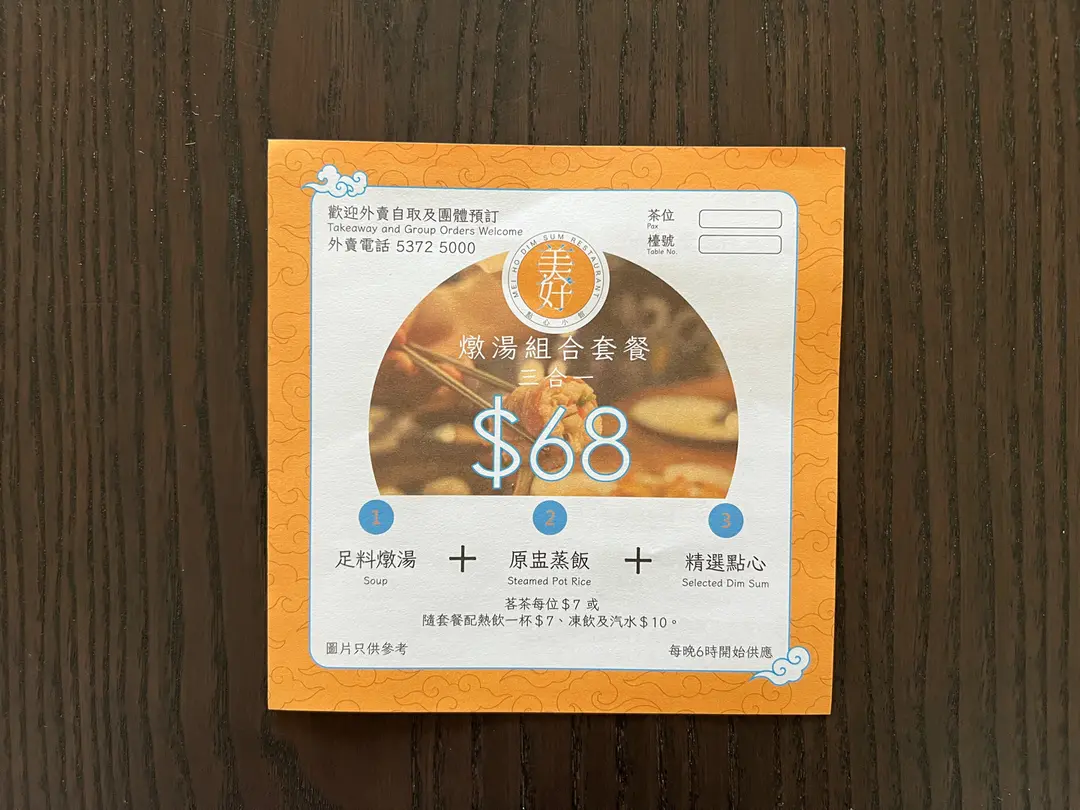 歡迎外賣自取及團體預訂
Takeaway and Group Orders Welcome
外賣電話 5372 5000
茶位
Pax
檯號
Table No.
MEI HO DIM SUM RESTAURANT
美好
點心小館
燉湯組合套餐
三合一
$68
1
2
3
足料燉湯 + 原盅蒸飯 + 精選點心
Soup
Steamed Pot Rice
Selected Dim Sum
茗茶每位$7 或
隨套餐配熱飲一杯$7、凍飲及汽水$10。
圖片只供參考
每晚6時開始供應